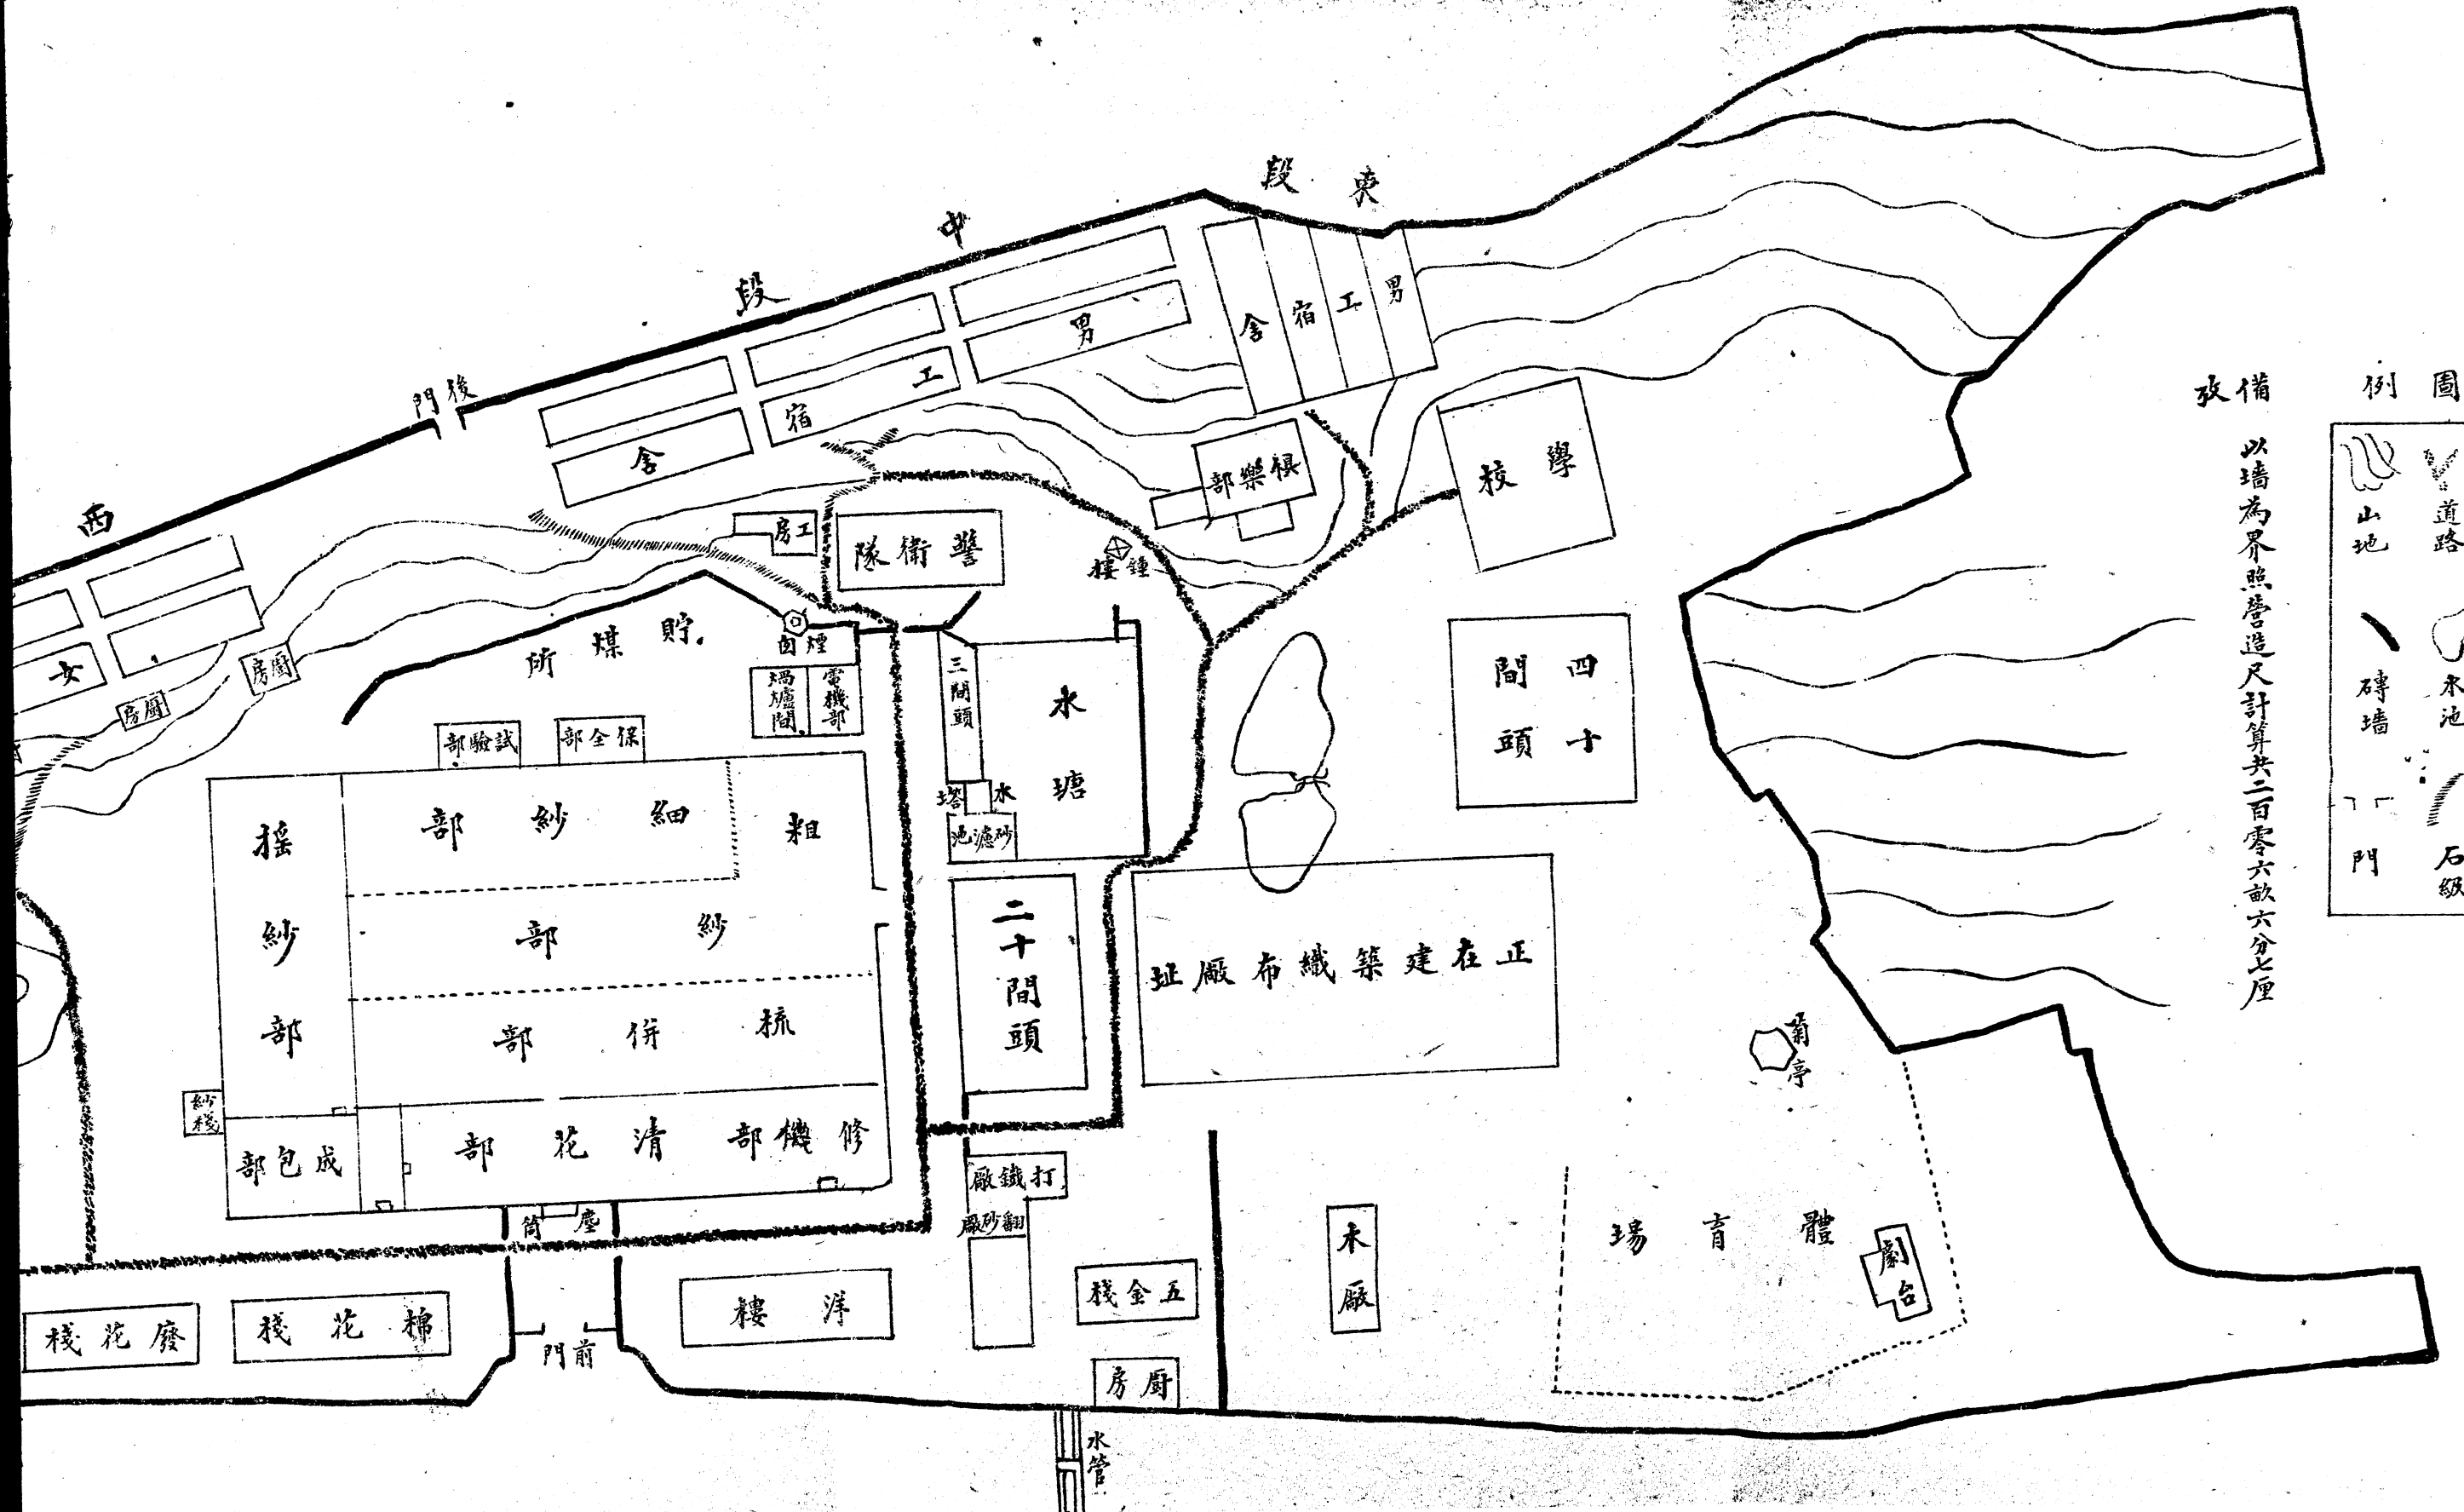 東段
中段
西
後門
男工宿舍
男工宿舍
女
俱樂部
學校
鐘樓
警衛隊
工房
厨房
厨房
貯煤所
煙囱
鍋爐間
電機部
三間頭
水塘
水塔
砂濾池
試驗部
保全部
搖紗部
細紗部
粗紗部
梳併部
清花部
修機部
成包部
紗棧
二十間頭
四十間頭
正在建築織布廠址
菊亭
體育場
劇台
木廠
打鐵廠
翻砂廠
五金棧
厨房
水管
塵筒
前門
洋樓
棉花棧
廢花棧
圖例
道路
山地
水池
磚墻
石級
門
備攷
以墻為界照營造尺計算共二百零六畝六分七厘